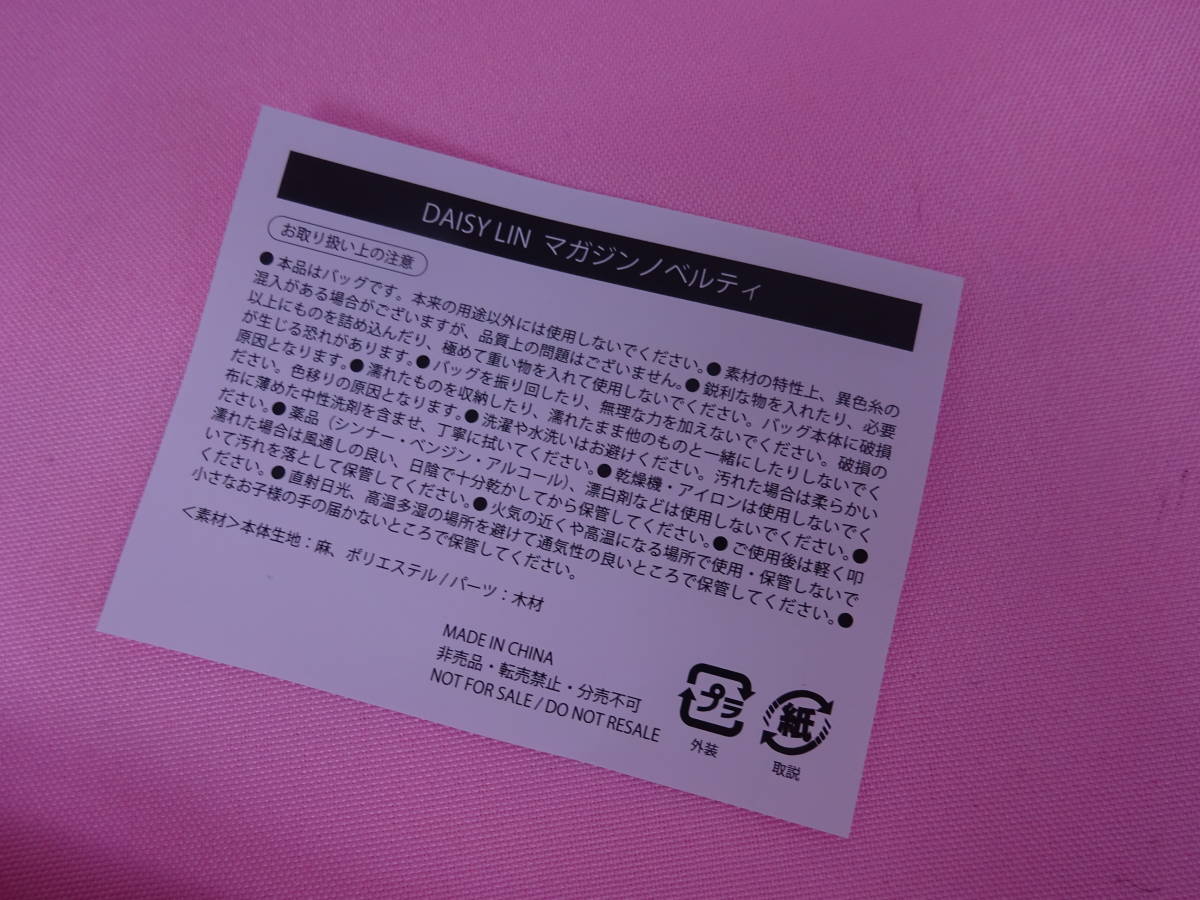 DAISY LIN マガジンノベルティ
お取り扱い上の注意
●本品はバッグです。本来の用途以外には使用しないでください。●素材の特性上、異色糸の
混入がある場合がございますが、品質上の問題はございません。●鋭利な物を入れたり、必要
以上にものを詰め込んだり、極めて重い物を入れて使用しないでください。バッグ本体に破損
が生じる恐れがあります。●バッグを振り回したり、無理な力を加えないでください。破損の
原因となります。●濡れたものを収納したり、濡れたまま他のものと一緒にしたりしないでく
ださい。色移りの原因となります。●洗濯や水洗いはお避けください。汚れた場合は柔らかい
布に薄めた中性洗剤を含ませ、丁寧に拭いてください。●乾燥機・アイロンは使用しないでく
ださい。●薬品（シンナー・ベンジン・アルコール）、漂白剤などは使用しないでください。●
濡れた場合は風通しの良い、日陰で十分乾かしてから保管してください。●ご使用後は軽く叩
いて汚れを落として保管してください。●火気の近くや高温になる場所で使用・保管しないで
ください。●直射日光、高温多湿の場所を避けて通気性の良いところで保管してください。●
小さなお子様の手の届かないところで保管してください。
＜素材＞本体生地：麻、ポリエステル / パーツ：木材
MADE IN CHINA
非売品・転売禁止・分売不可
NOT FOR SALE / DO NOT RESALE
プラ
外装
紙
取説